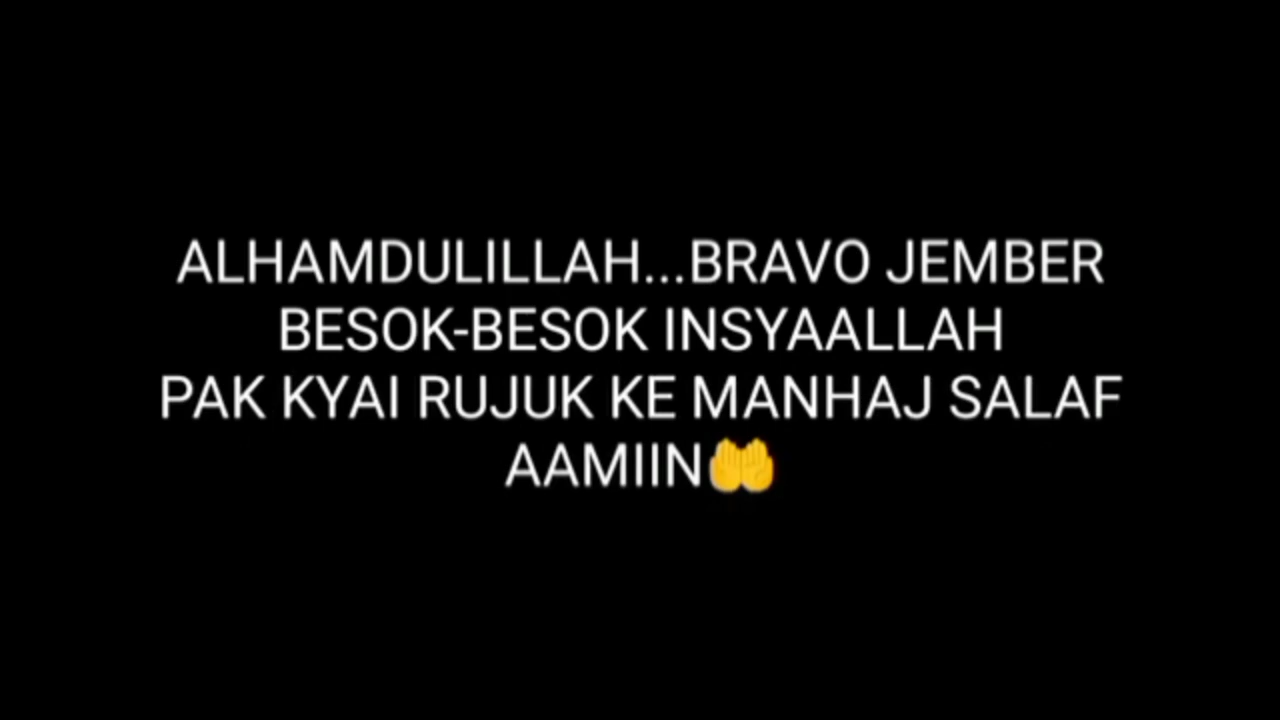 ALHAMDULILLAH...BRAVO JEMBER
BESOK-BESOK INSYAALLAH
PAK KYAI RUJUK KE MANHAJ SALAF
AAMIIN🤲